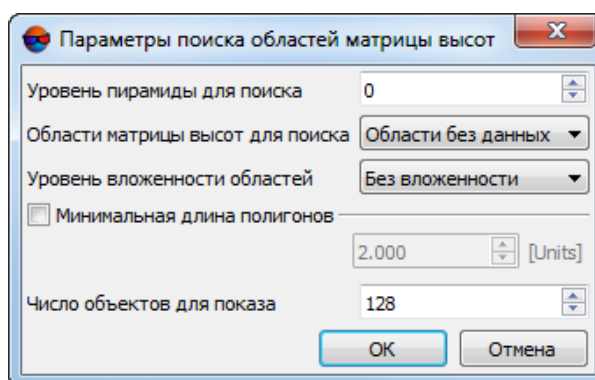 Параметры поиска областей матрицы высот
Уровень пирамиды для поиска 0
Области матрицы высот для поиска Области без данных
Уровень вложенности областей Без вложенности
Минимальная длина полигонов
2.000 [Units]
Число объектов для показа 128
OK Отмена